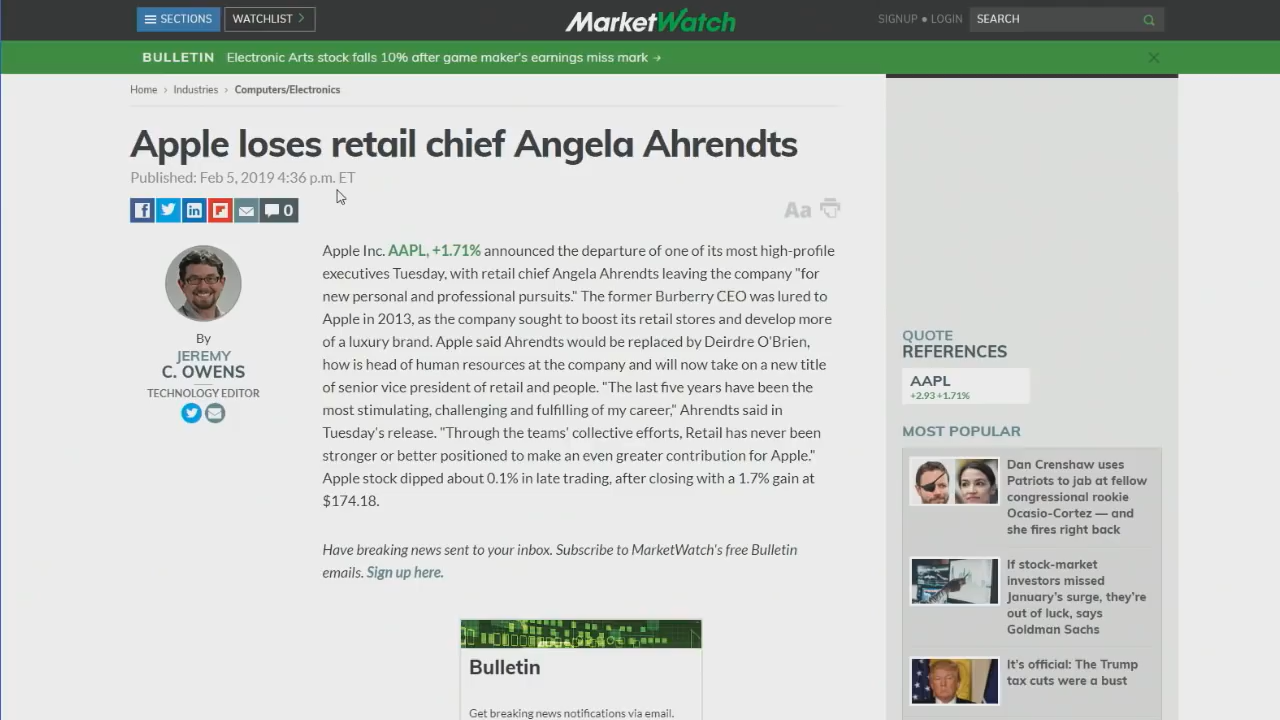 SECTIONS
WATCHLIST
MarketWatch
SIGNUP • LOGIN
SEARCH
BULLETIN Electronic Arts stock falls 10% after game maker's earnings miss mark →
Home › Industries › Computers/Electronics
Apple loses retail chief Angela Ahrendts
Published: Feb 5, 2019 4:36 p.m. ET
0
Aa
By
JEREMY
C. OWENS
TECHNOLOGY EDITOR
Apple Inc. AAPL, +1.71% announced the departure of one of its most high-profile
executives Tuesday, with retail chief Angela Ahrendts leaving the company "for
new personal and professional pursuits." The former Burberry CEO was lured to
Apple in 2013, as the company sought to boost its retail stores and develop more
of a luxury brand. Apple said Ahrendts would be replaced by Deirdre O'Brien,
how is head of human resources at the company and will now take on a new title
of senior vice president of retail and people. "The last five years have been the
most stimulating, challenging and fulfilling of my career," Ahrendts said in
Tuesday's release. "Through the teams' collective efforts, Retail has never been
stronger or better positioned to make an even greater contribution for Apple."
Apple stock dipped about 0.1% in late trading, after closing with a 1.7% gain at
$174.18.
Have breaking news sent to your inbox. Subscribe to MarketWatch's free Bulletin
emails. Sign up here.
Bulletin
Get breaking news notifications via email.
QUOTE
REFERENCES
AAPL
+2.93 +1.71%
MOST POPULAR
Dan Crenshaw uses
Patriots to jab at fellow
congressional rookie
Ocasio-Cortez — and
she fires right back
If stock-market
investors missed
January's surge, they're
out of luck, says
Goldman Sachs
It's official: The Trump
tax cuts were a bust